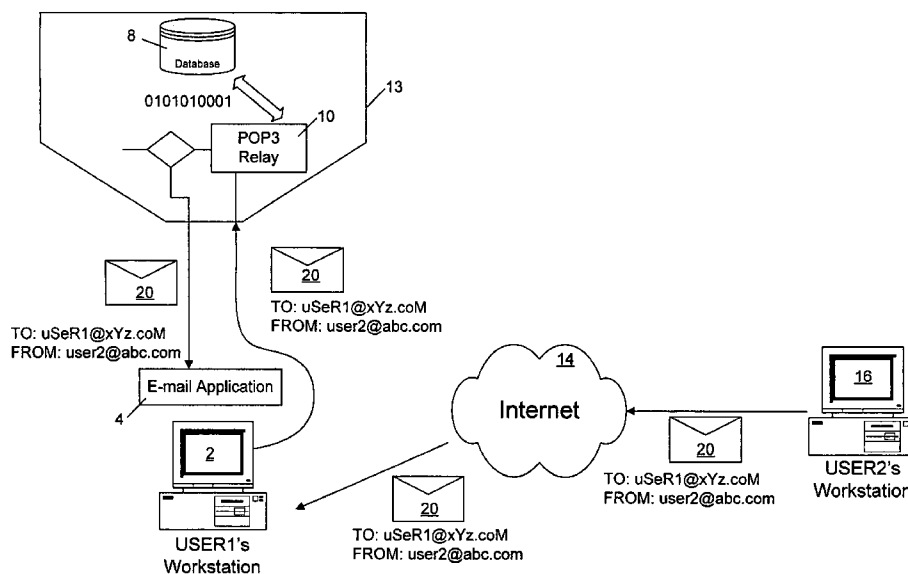 8
Database
13
0101010001
10
POP3
Relay
20
TO: uSeR1@xYz.coM
FROM: user2@abc.com
20
TO: uSeR1@xYz.coM
FROM: user2@abc.com
E-mail Application
4
2
USER1's
Workstation
14
Internet
20
TO: uSeR1@xYz.coM
FROM: user2@abc.com
20
TO: uSeR1@xYz.coM
FROM: user2@abc.com
16
USER2's
Workstation